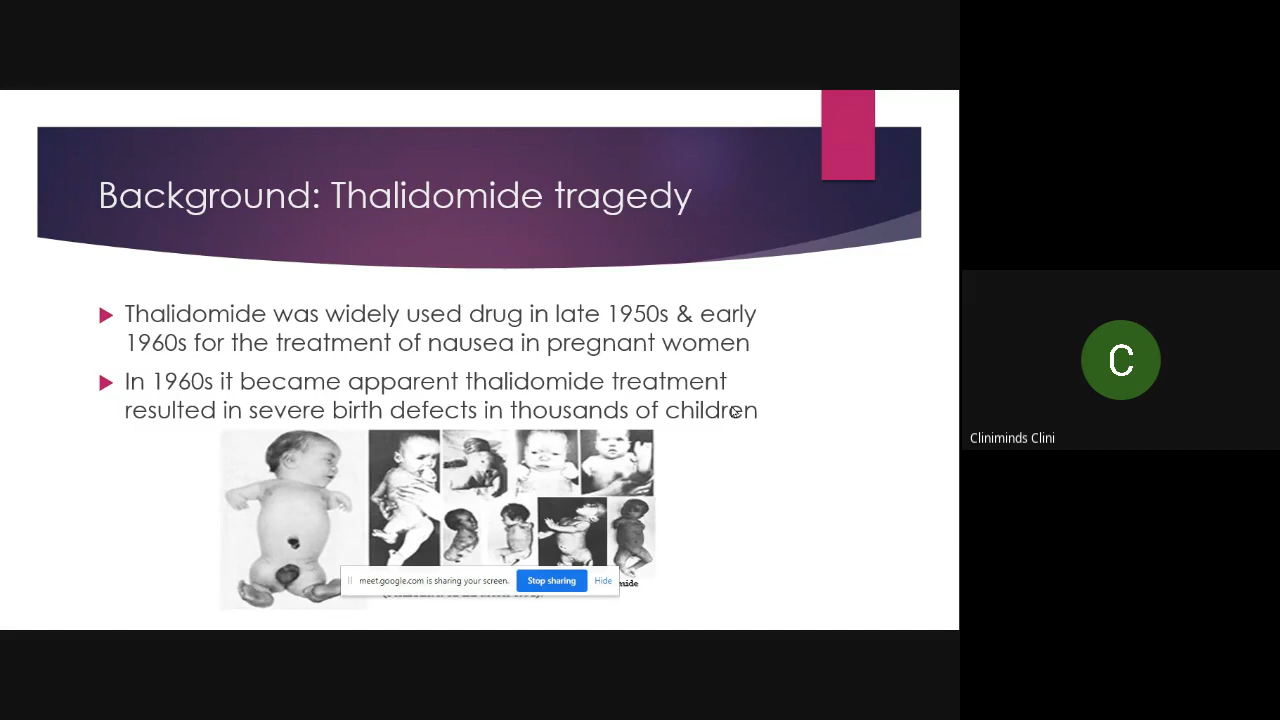 Background: Thalidomide tragedy
Thalidomide was widely used drug in late 1950s & early
1960s for the treatment of nausea in pregnant women
In 1960s it became apparent thalidomide treatment
resulted in severe birth defects in thousands of children
meet.google.com is sharing your screen.
Stop sharing
Hide
C
Cliniminds Clini